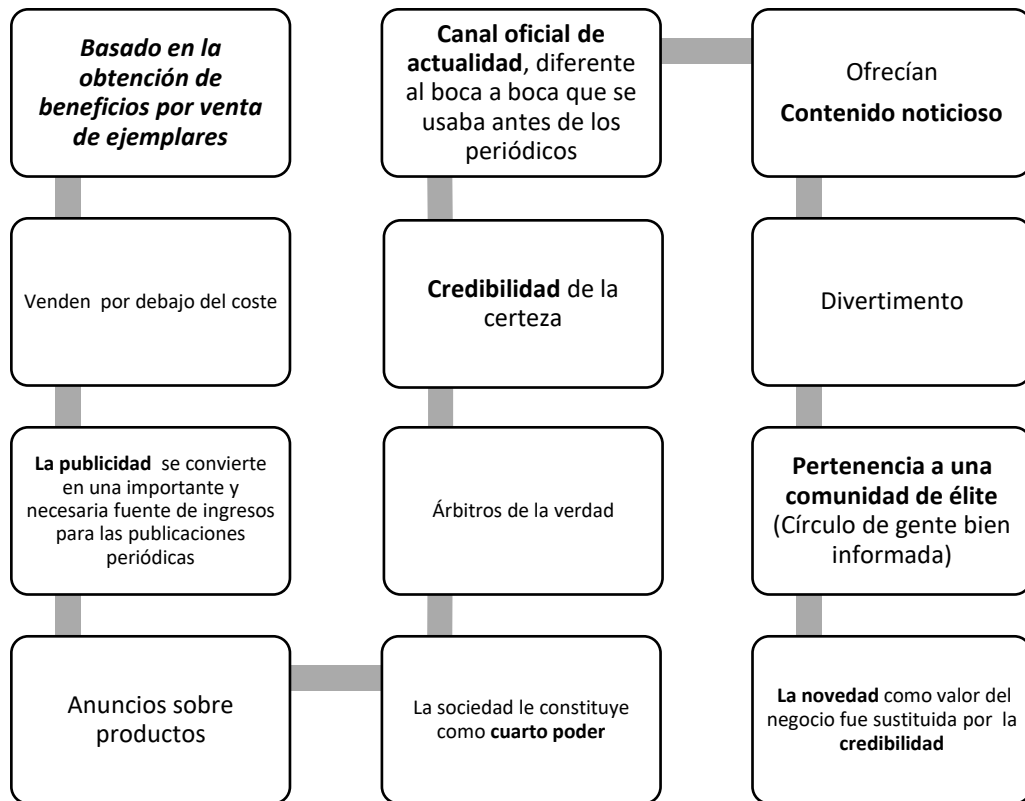 Basado en la
obtención de
beneficios por venta
de ejemplares
Venden por debajo del coste
La publicidad se convierte
en una importante y
necesaria fuente de ingresos
para las publicaciones
periódicas
Anuncios sobre
productos
La sociedad le constituye
como cuarto poder
Árbitros de la verdad
Credibilidad de la
certeza
Canal oficial de
actualidad, diferente
al boca a boca que se
usaba antes de los
periódicos
Ofrecían
Contenido noticioso
Divertimento
Pertenencia a una
comunidad de élite
(Círculo de gente bien
informada)
La novedad como valor del
negocio fue sustituida por la
credibilidad